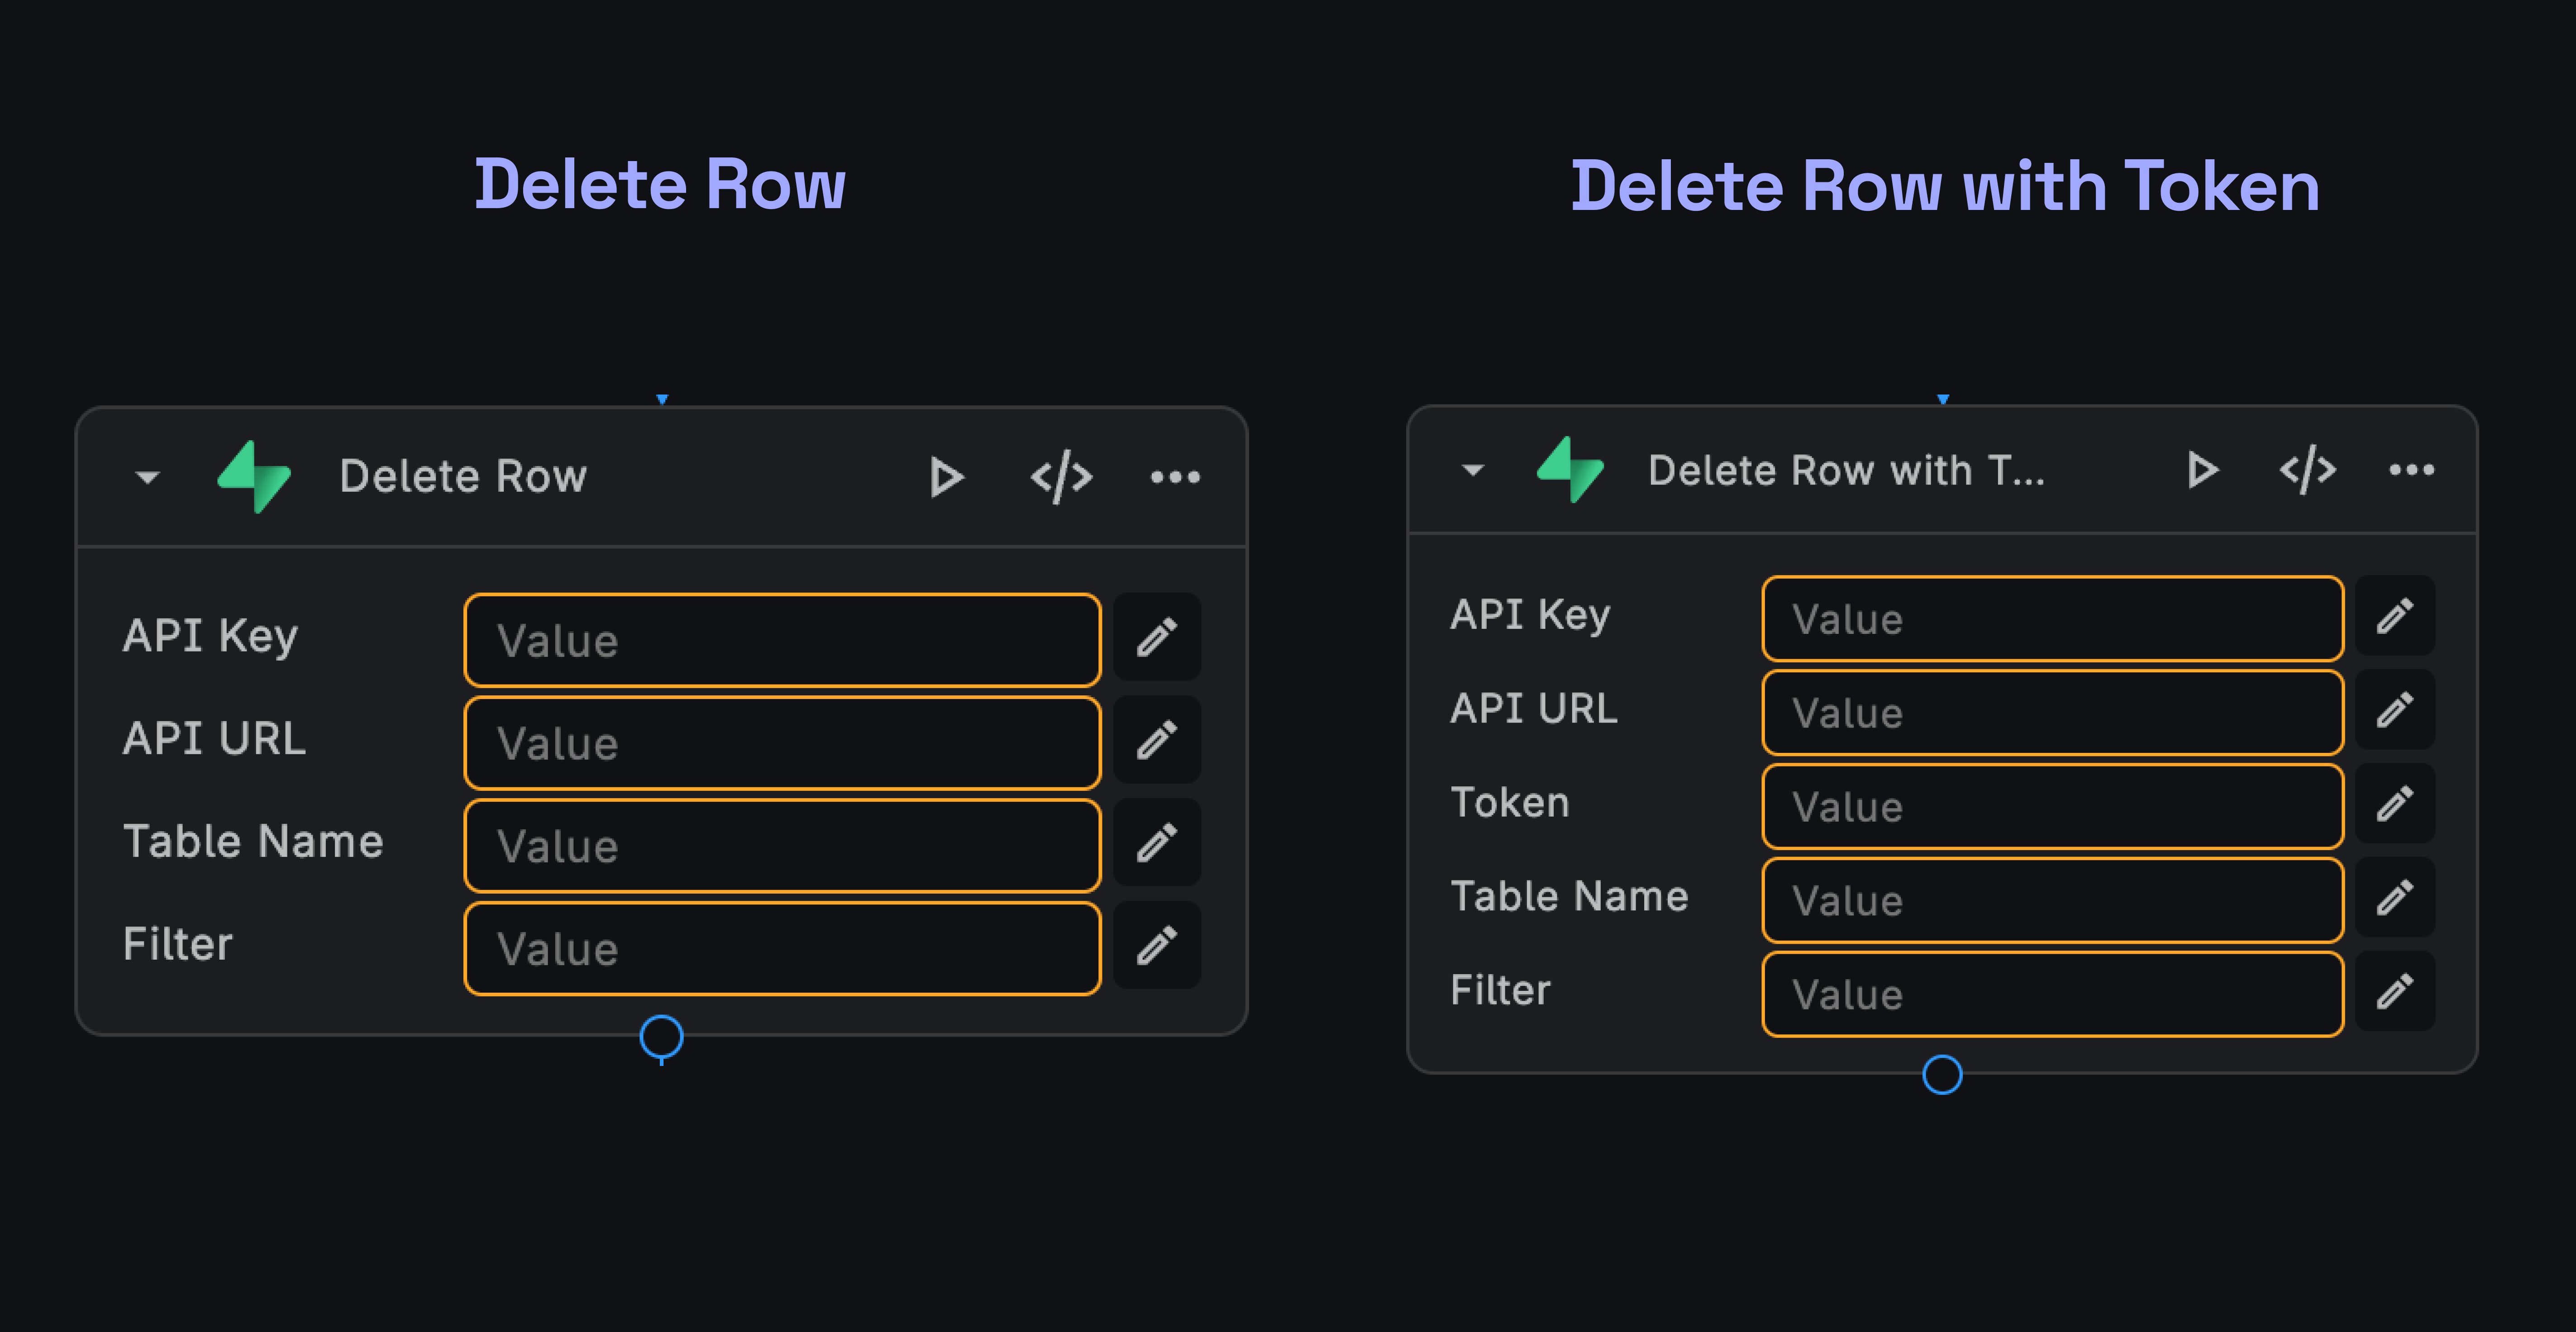 Delete Row
Delete Row
API Key Value
API URL Value
Table Name Value
Filter Value
Delete Row with Token
Delete Row with T...
API Key Value
API URL Value
Token Value
Table Name Value
Filter Value